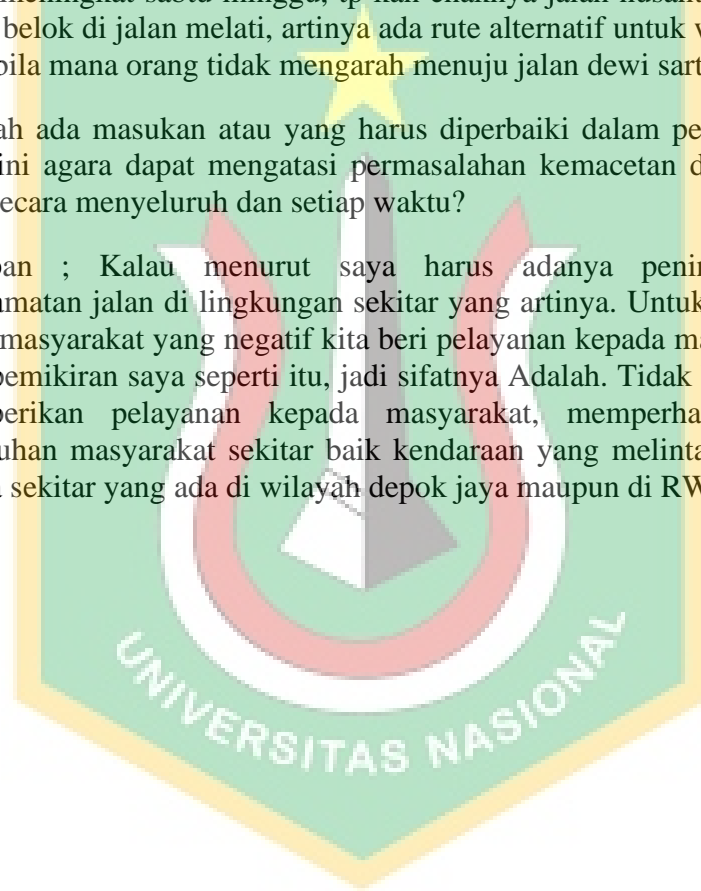 meningkat sabtu minggu, tp kan enaknya jalan nusan
belok di jalan melati, artinya ada rute alternatif untuk
bila mana orang tidak mengarah menuju jalan dewi sart
ah ada masukan atau yang harus diperbaiki dalam pe
ini agara dapat mengatasi permasalahan kemacetan d
ecara menyeluruh dan setiap waktu?
an ; Kalau menurut saya harus adanya penin
amatan jalan di lingkungan sekitar yang artinya. Untuk
masyarakat yang negatif kita beri pelayanan kepada ma
pemikiran saya seperti itu, jadi sifatnya Adalah. Tidak
berikan pelayanan kepada masyarakat, memperha
uhan masyarakat sekitar baik kendaraan yang melinta
sekitar yang ada di wilayah depok jaya maupun di RW
UNIVERSITAS NASIONAL